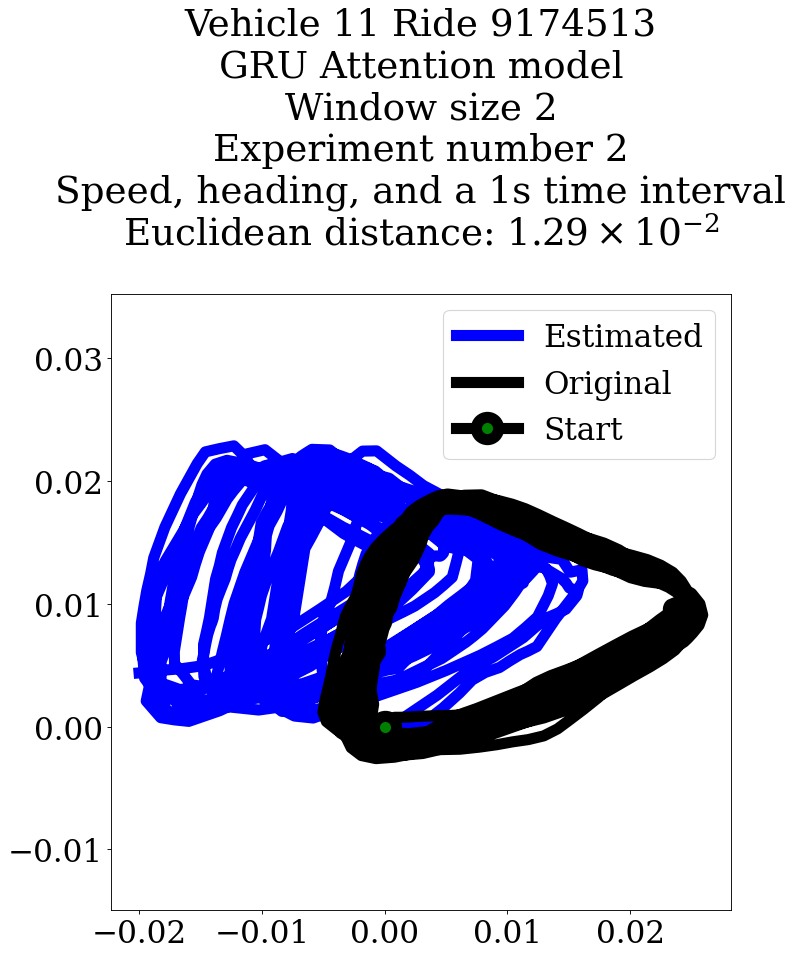 Vehicle 11 Ride 9174513
GRU Attention model
Window size 2
Experiment number 2
Speed, heading, and a 1s time interval
Euclidean distance: 1.29 × 10⁻²
Estimated
Original
Start
0.03
0.02
0.01
0.00
−0.01
−0.02 −0.01 0.00 0.01 0.02